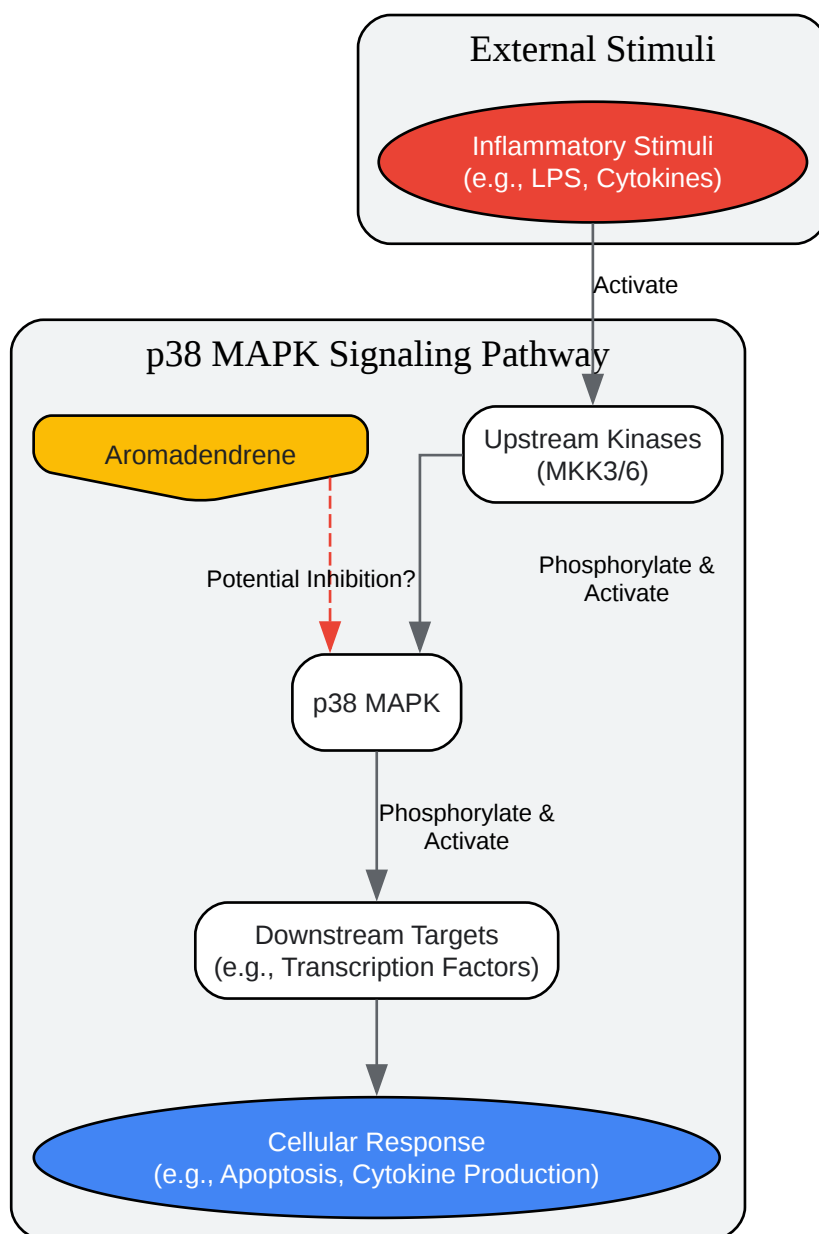 External Stimuli
Inflammatory Stimuli
(e.g., LPS, Cytokines)
Activate
p38 MAPK Signaling Pathway
Aromadendrene
Upstream Kinases
(MKK3/6)
Potential Inhibition?
Phosphorylate &
Activate
p38 MAPK
Phosphorylate &
Activate
Downstream Targets
(e.g., Transcription Factors)
Cellular Response
(e.g., Apoptosis, Cytokine Production)